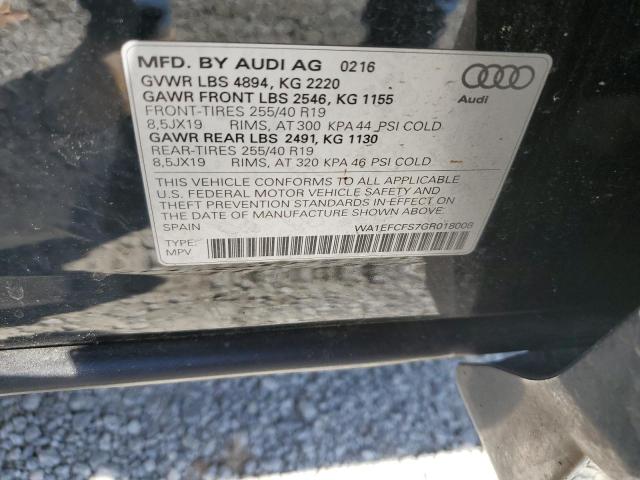 MFD. BY AUDI AG 0216
GVWR LBS 4894, KG 2220
GAWR FRONT LBS 2546, KG 1155
FRONT-TIRES 255/40 R19
8,5JX19 RIMS, AT 300 KPA 44 PSI COLD
GAWR REAR LBS 2491, KG 1130
REAR-TIRES 255/40 R19
8,5JX19 RIMS, AT 320 KPA 46 PSI COLD
THIS VEHICLE CONFORMS TO ALL APPLICABLE
U.S. FEDERAL MOTOR VEHICLE SAFETY AND
THEFT PREVENTION STANDARDS IN EFFECT ON
THE DATE OF MANUFACTURE SHOWN ABOVE.
SPAIN WA1EFCFS7GR018008
TYPE:
MPV
Audi